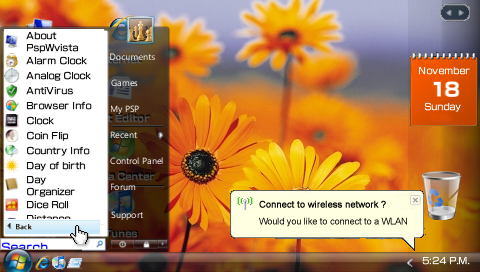 About
PspWvista
Alarm Clock
Analog Clock
AntiVirus
Browser Info
Clock
Coin Flip
Country Info
Day of birth
Day
Organizer
Dice Roll
Distance
Back
Search
Documents
Games
My PSP
Recent
Control Panel
Forum
Support
November
18
Sunday
Connect to wireless network ?
Would you like to connect to a WLAN
5:24 P.M.